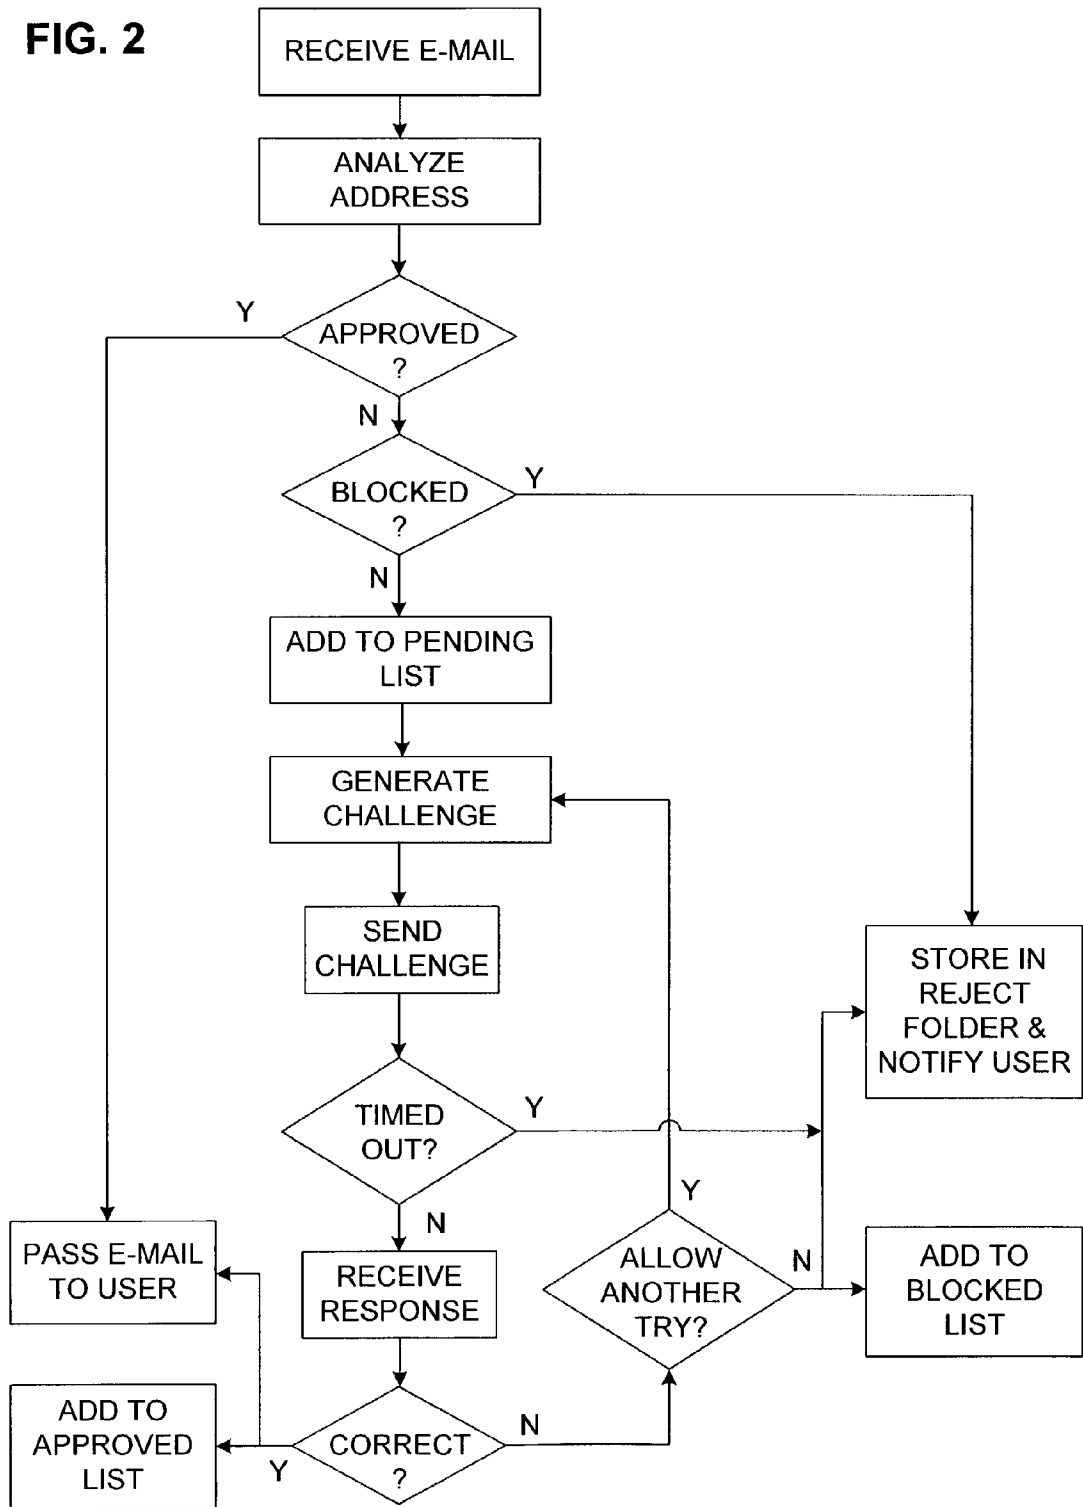 FIG. 2
RECEIVE E-MAIL
ANALYZE
ADDRESS
Y
APPROVED
?
N
BLOCKED
?
Y
N
ADD TO PENDING
LIST
GENERATE
CHALLENGE
SEND
CHALLENGE
STORE IN
REJECT
FOLDER &
NOTIFY USER
TIMED
OUT?
Y
N
Y
PASS E-MAIL
TO USER
RECEIVE
RESPONSE
ALLOW
ANOTHER
TRY?
N
ADD TO
BLOCKED
LIST
ADD TO
APPROVED
LIST
Y
CORRECT
?
N